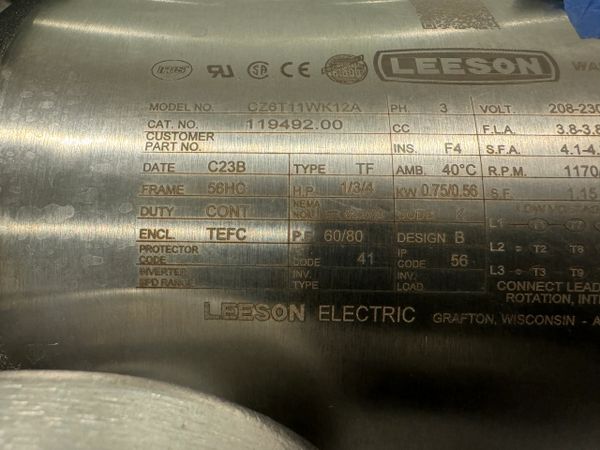 LEESON WAS
MODEL NO. CZ6T11WK12A PH. 3 VOLT. 208-230
CAT. NO. 119492.00 CC F.L.A. 3.8-3.8
CUSTOMER
PART NO. INS. F4 S.F.A. 4.1-4.
DATE C23B TYPE TF AMB. 40°C R.P.M. 1170
FRAME 56HC H.P. 1/3/4 KW 0.75/0.56 S.F. 1.15
DUTY CONT NEMA
ENCL TEFC P.F. 60/80 DESIGN B
L1
L2 T2 T8
PROTECTOR CODE CODE 41 IP CODE 56
L3 T3 T9
INVERTER INV. TYPE INV. LOAD
CONNECT LEAD
ROTATION, INT
LEESON ELECTRIC GRAFTON, WISCONSIN - A